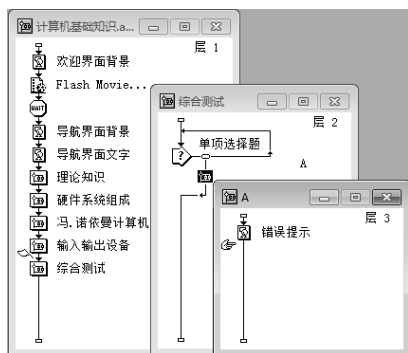 计算机基础知识.a...
层 1
欢迎界面背景
Flash Movie...
WAIT
导航界面背景
导航界面文字
理论知识
硬件系统组成
冯.诺依曼计算机
输入输出设备
综合测试
综合测试
层 2
单项选择题
?
A
A
层 3
错误提示